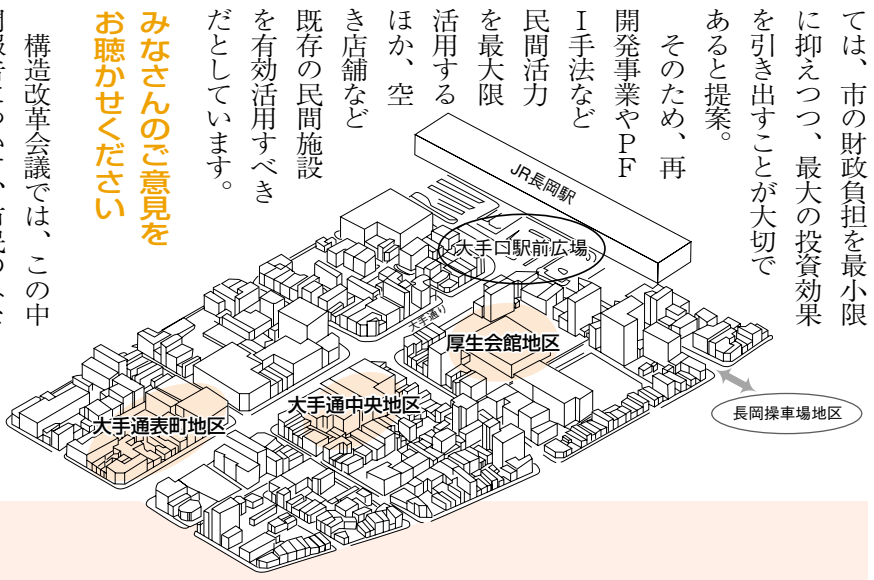 ては、市の財政負担を最小限
に抑えつつ、最大の投資効果
を引き出すことが大切で
あると提案。
そのため、再
開発事業やPF
I手法など
民間活力
を最大限
活用する
ほか、空
き店舗など
既存の民間施設
を有効活用すべき
だとしています。
みなさんのご意見を
お聴かせください
構造改革会議では、この中
JR長岡駅
大手口駅前広場
大手通り
厚生会館地区
大手通中央地区
大手通表町地区
長岡操車場地区